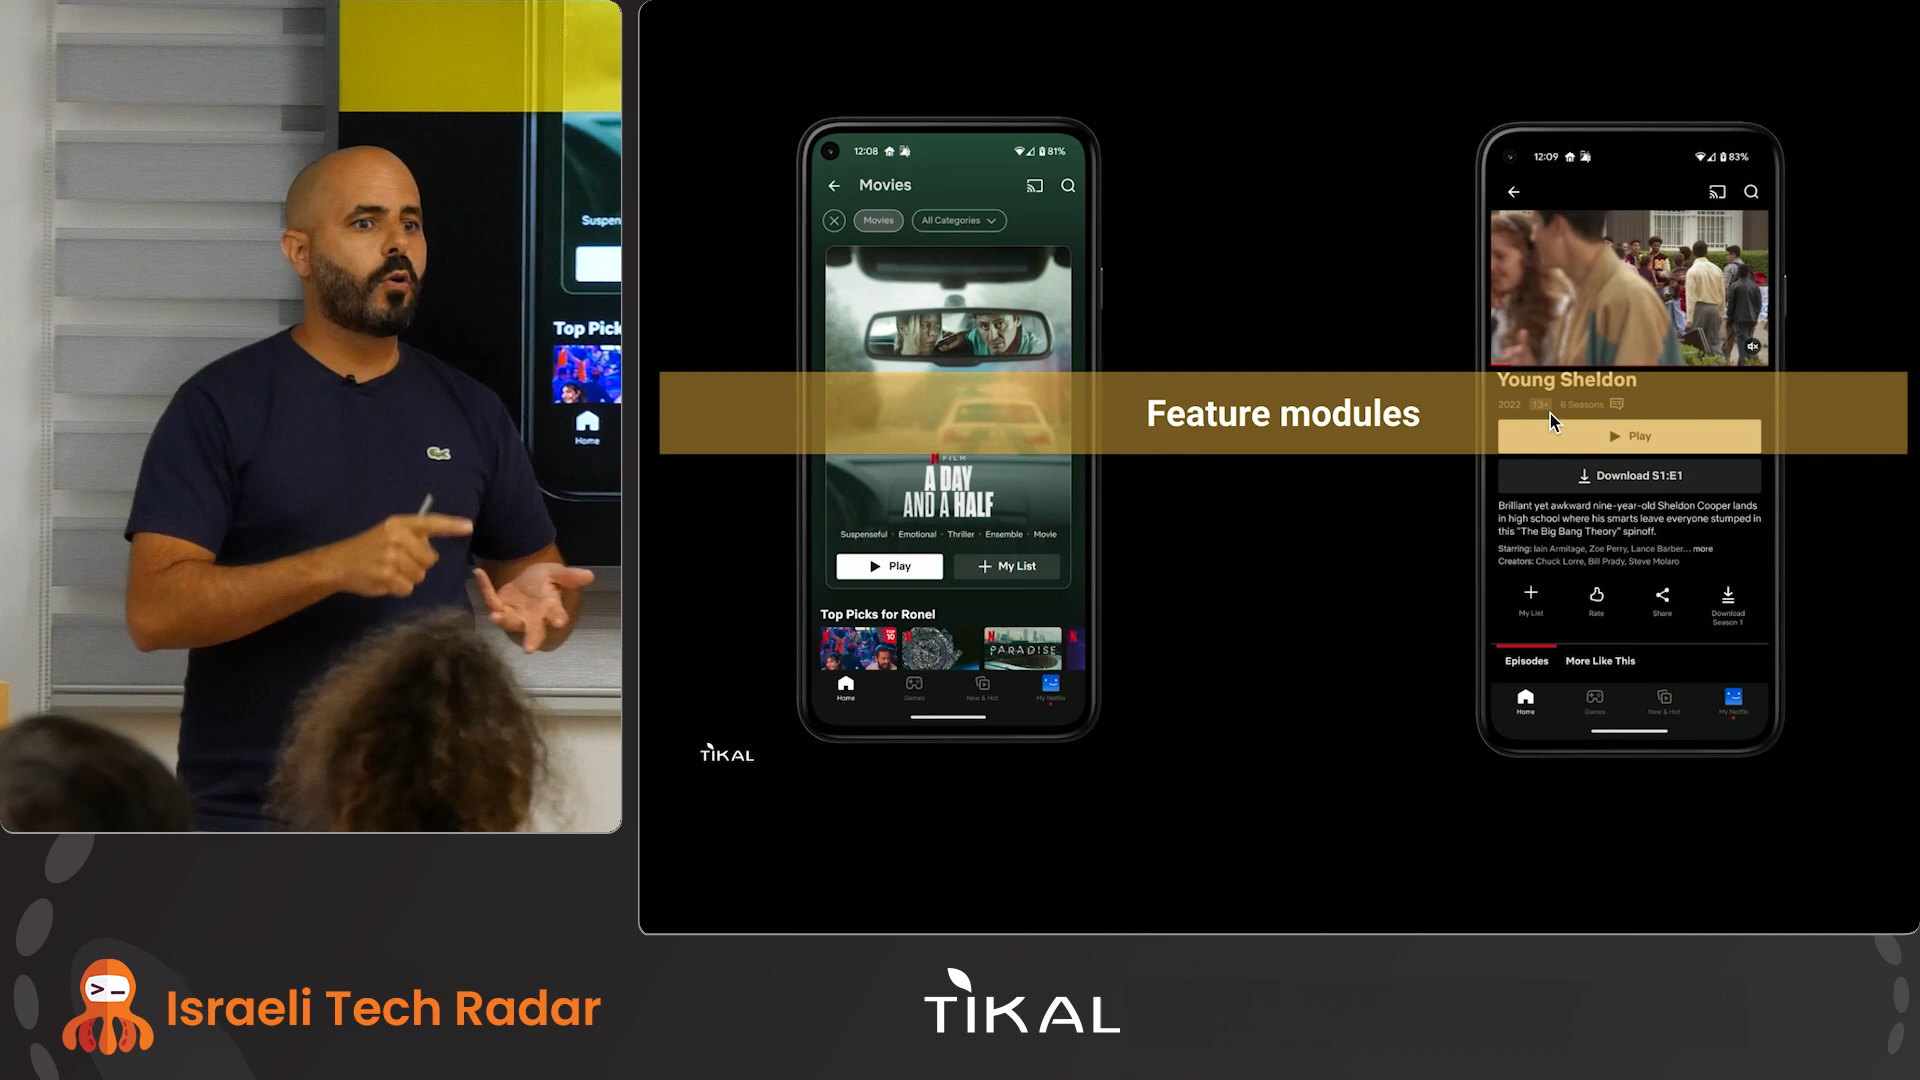 Suspen
Top Pick
Home
12:08
81%
Movies
Movies
All Categories
N FILM
A DAY
AND A HALF
Suspenseful · Emotional · Thriller · Ensemble · Movie
Play
+ My List
Top Picks for Ronel
TOP
10
N
N
PARADISE
N
Home
Games
New & Hot
My Netflix
TIKAL
Feature modules
12:09
83%
Young Sheldon
2022 13+ 6 Seasons
Play
Download S1:E1
Brilliant yet awkward nine-year-old Sheldon Cooper lands
in high school where his smarts leave everyone stumped in
this "The Big Bang Theory" spinoff.
Starring: Iain Armitage, Zoe Perry, Lance Barber... more
Creators: Chuck Lorre, Bill Prady, Steve Molaro
My List
Rate
Share
Download
Season 1
Episodes
More Like This
Home
Games
New & Hot
My Netflix
>_
Israeli Tech Radar
TIKAL